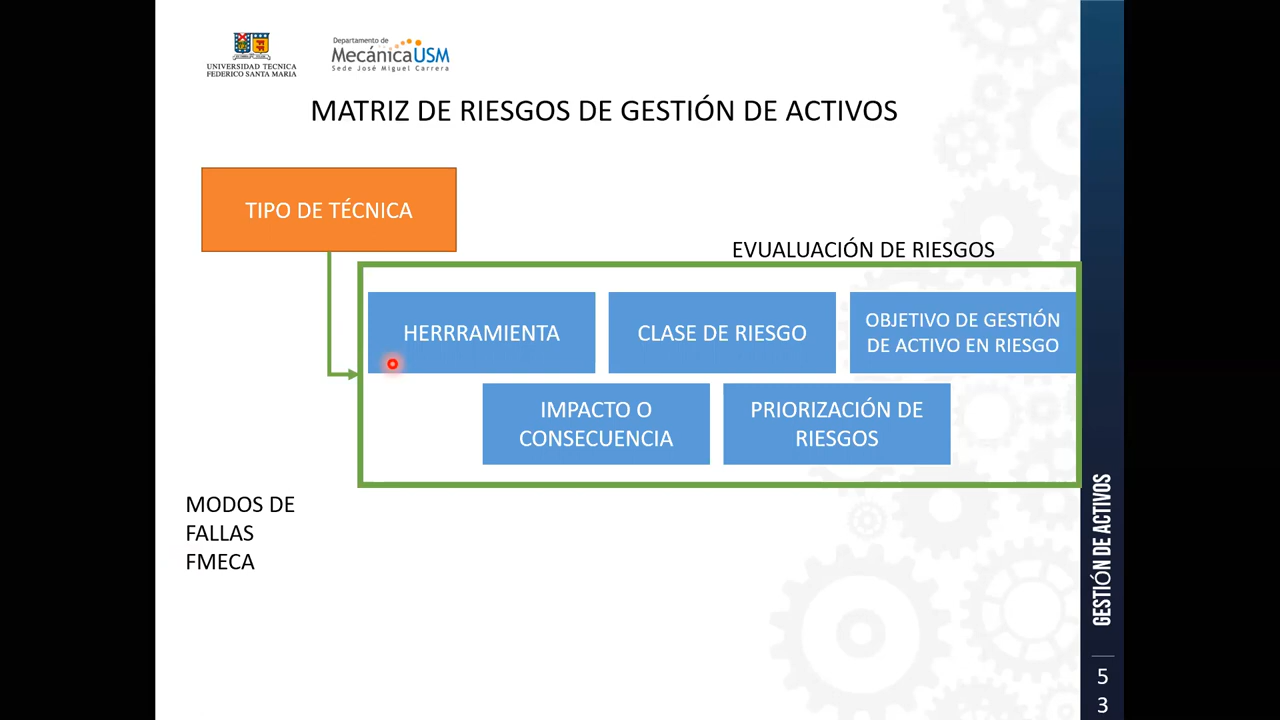 UNIVERSIDAD TECNICA
FEDERICO SANTA MARIA
Departamento de
MecánicaUSM
Sede José Miguel Carrera
MATRIZ DE RIESGOS DE GESTIÓN DE ACTIVOS
TIPO DE TÉCNICA
EVUALUACIÓN DE RIESGOS
HERRRAMIENTA
CLASE DE RIESGO
OBJETIVO DE GESTIÓN
DE ACTIVO EN RIESGO
IMPACTO O
CONSECUENCIA
PRIORIZACIÓN DE
RIESGOS
MODOS DE
FALLAS
FMECA
GESTIÓN DE ACTIVOS
5
3